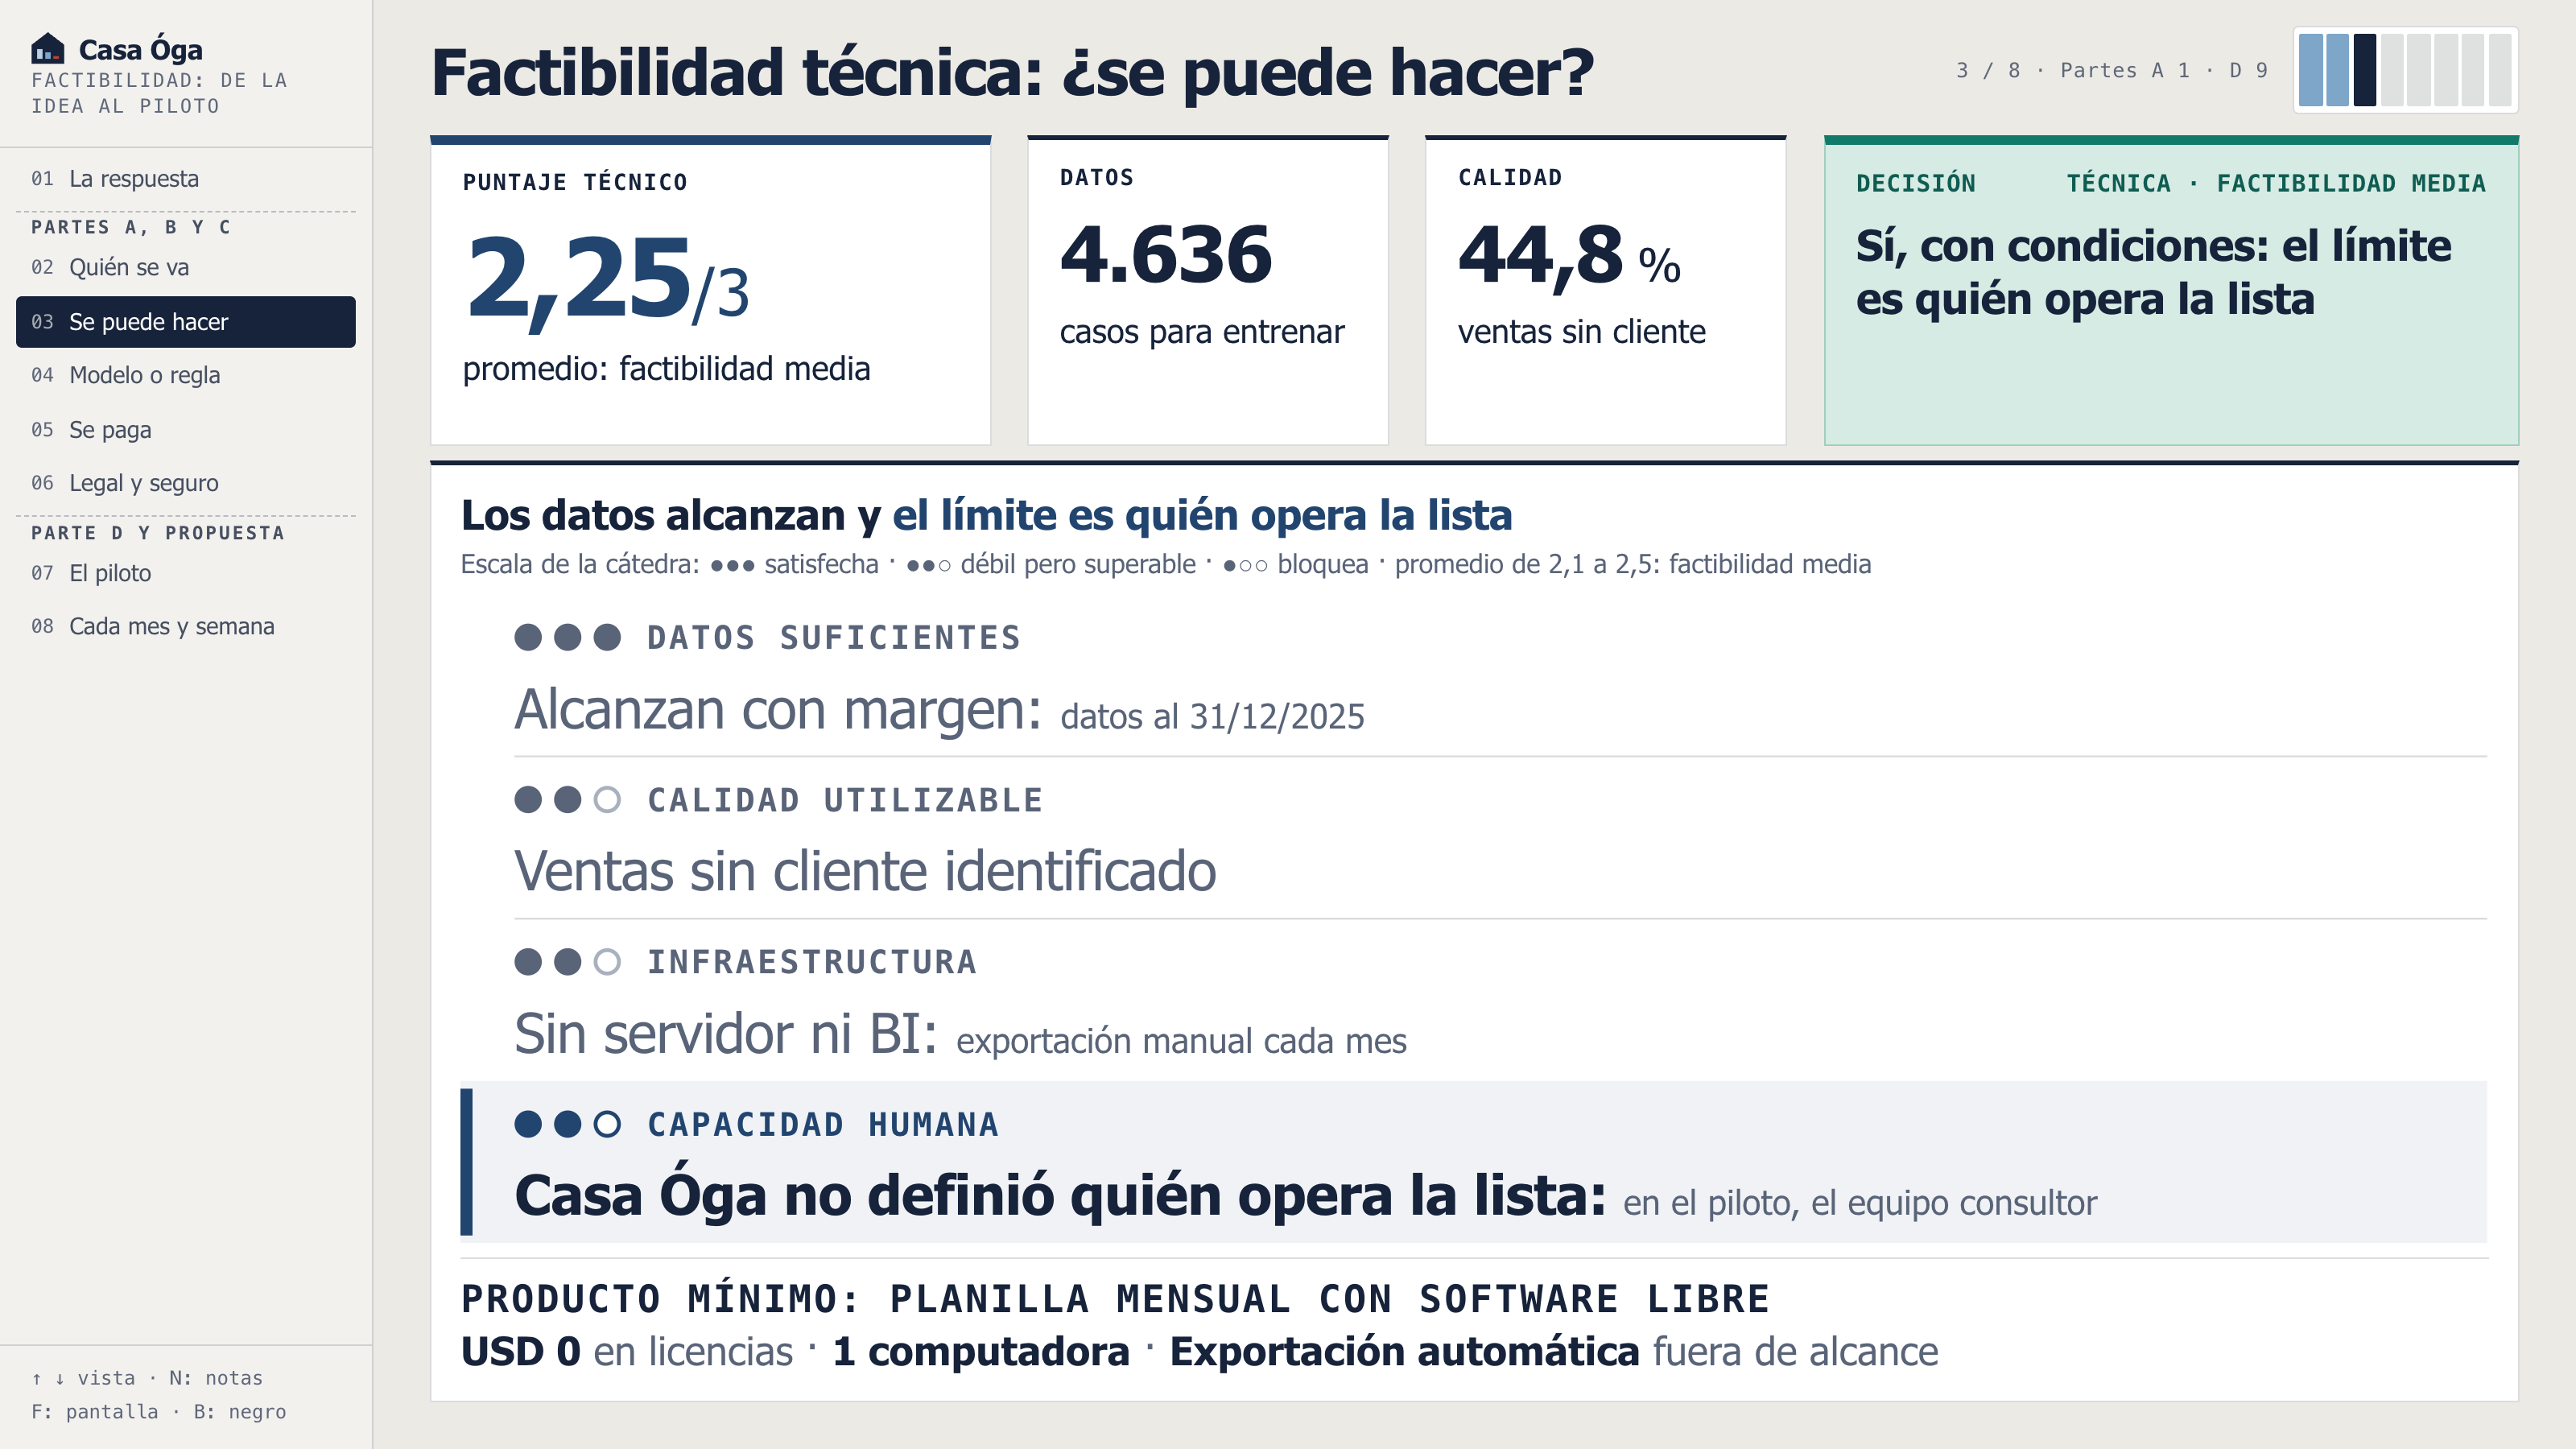 Casa Óga
FACTIBILIDAD: DE LA
IDEA AL PILOTO
01 La respuesta
PARTES A, B Y C
02 Quién se va
03 Se puede hacer
04 Modelo o regla
05 Se paga
06 Legal y seguro
PARTE D Y PROPUESTA
07 El piloto
08 Cada mes y semana
↑ ↓ vista · N: notas
F: pantalla · B: negro
Factibilidad técnica: ¿se puede hacer?
3 / 8 · Partes A 1 · D 9
PUNTAJE TÉCNICO
2,25/3
promedio: factibilidad media
DATOS
4.636
casos para entrenar
CALIDAD
44,8 %
ventas sin cliente
DECISIÓN TÉCNICA · FACTIBILIDAD MEDIA
Sí, con condiciones: el límite
es quién opera la lista
Los datos alcanzan y el límite es quién opera la lista
Escala de la cátedra: ●●● satisfecha · ●●○ débil pero superable · ●○○ bloquea · promedio de 2,1 a 2,5: factibilidad media
●●● DATOS SUFICIENTES
Alcanzan con margen: datos al 31/12/2025
●●○ CALIDAD UTILIZABLE
Ventas sin cliente identificado
●●○ INFRAESTRUCTURA
Sin servidor ni BI: exportación manual cada mes
●●○ CAPACIDAD HUMANA
Casa Óga no definió quién opera la lista: en el piloto, el equipo consultor
PRODUCTO MÍNIMO: PLANILLA MENSUAL CON SOFTWARE LIBRE
USD 0 en licencias · 1 computadora · Exportación automática fuera de alcance